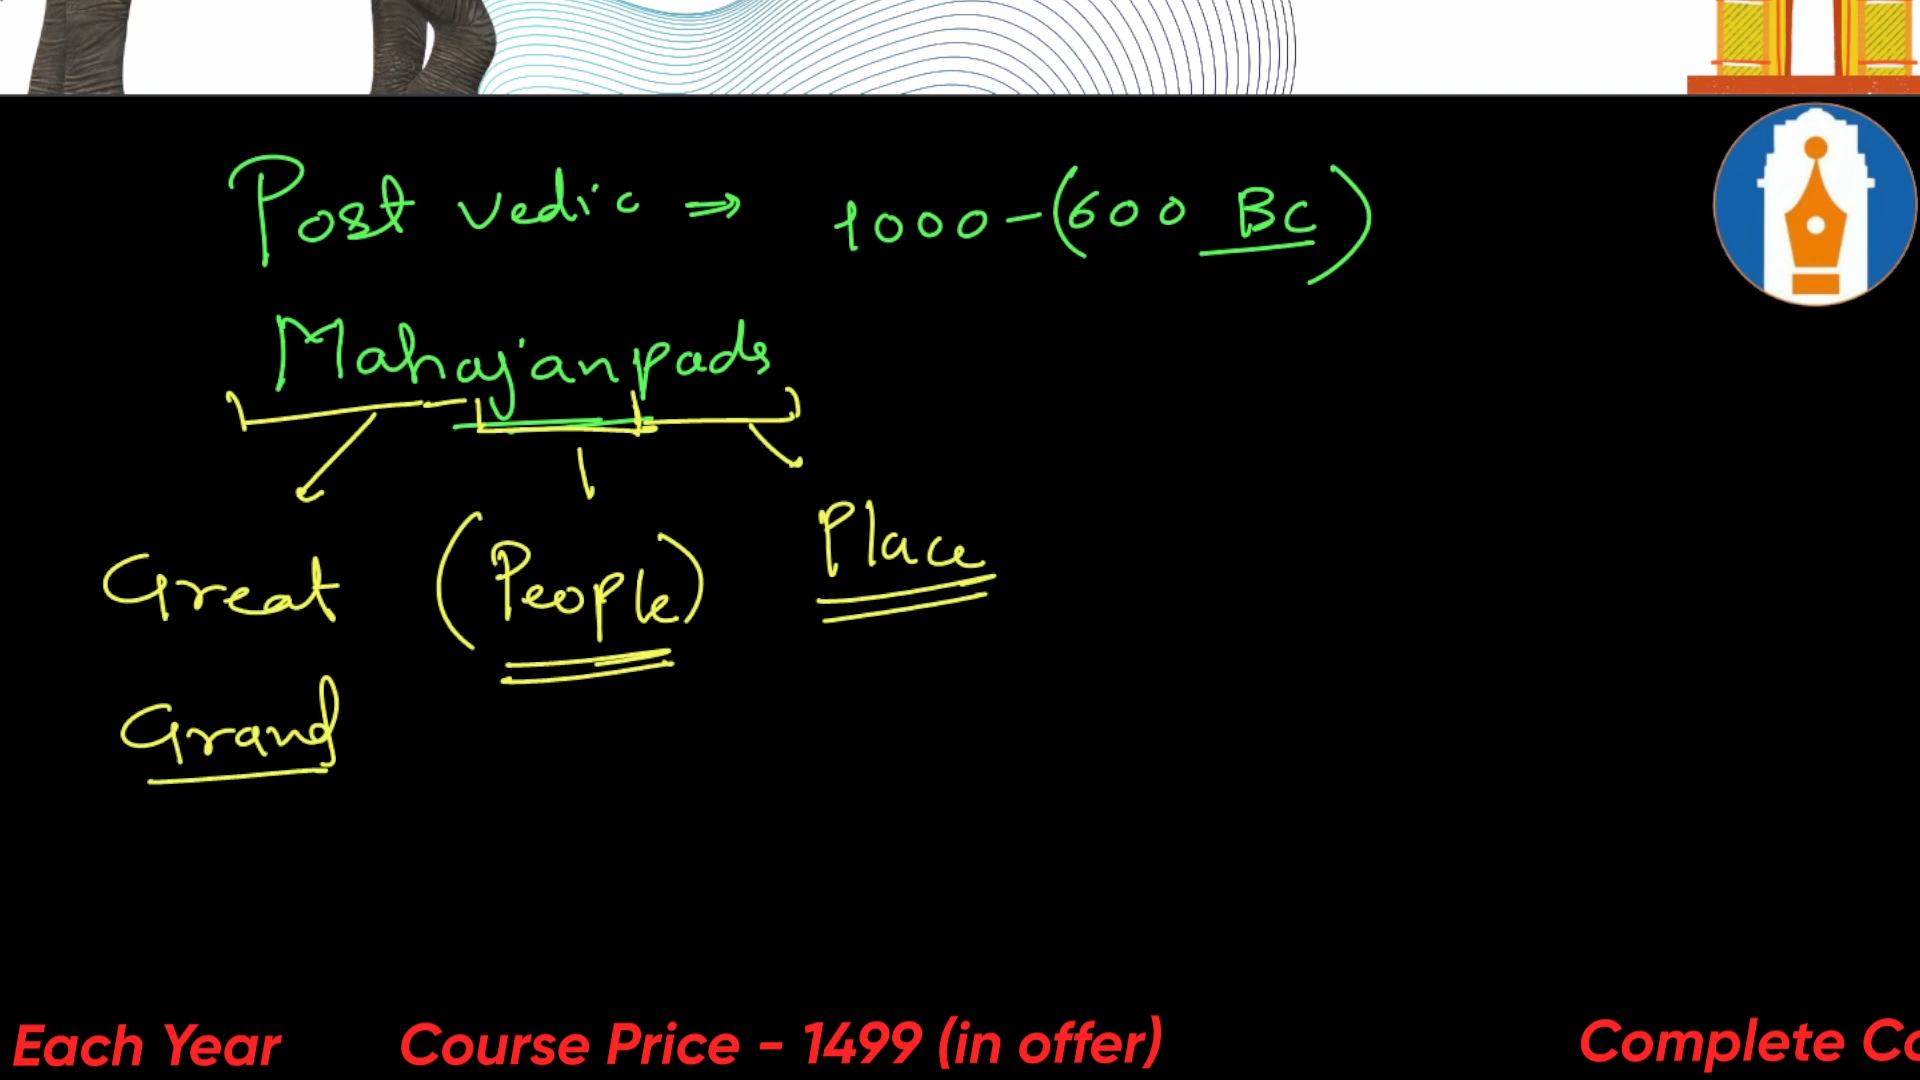 Post vedic ⇒ 1000-(600 BC)
Mahajanpads
Great (People) Place
Grand
Each Year Course Price - 1499 (in offer) Complete Co